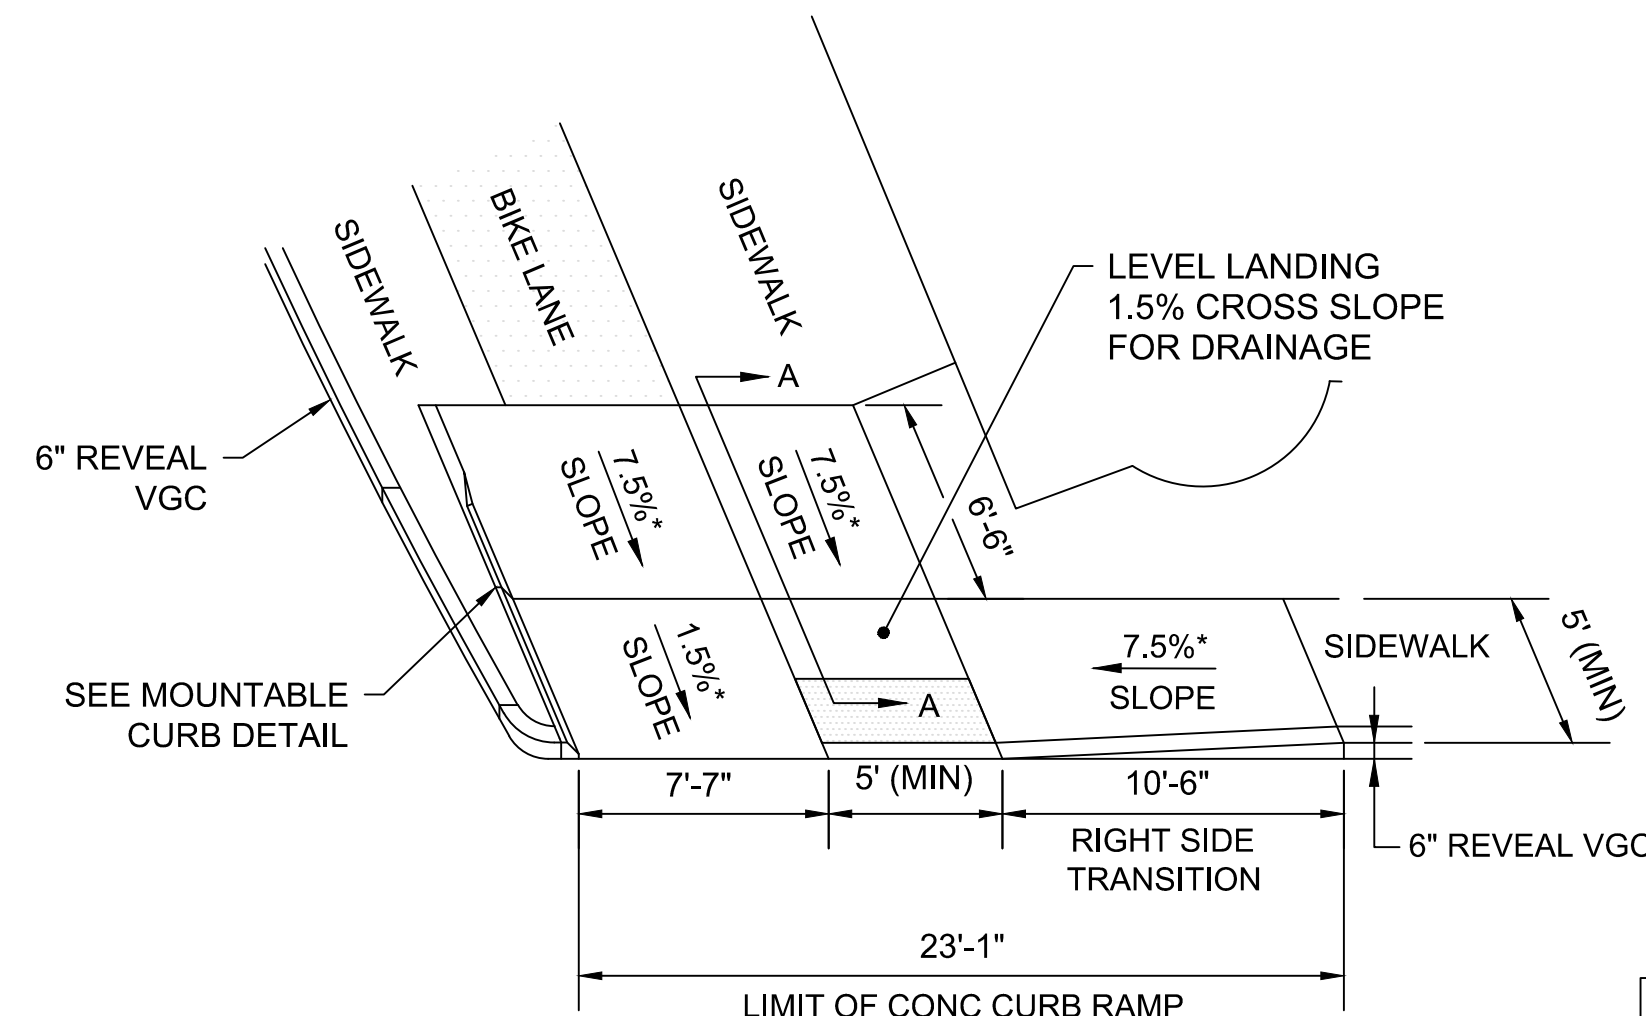 SIDEWALK
BIKE LANE
SIDEWALK
LEVEL LANDING
1.5% CROSS SLOPE
FOR DRAINAGE
A
6" REVEAL
VGC
7.5%*
SLOPE
7.5%*
SLOPE
6'-6"
5' (MIN)
SEE MOUNTABLE
CURB DETAIL
1.5%*
SLOPE
A
7.5%*
SLOPE
SIDEWALK
7'-7"
5' (MIN)
10'-6"
RIGHT SIDE
TRANSITION
6" REVEAL VGC
23'-1"
LIMIT OF CONC CURB RAMP